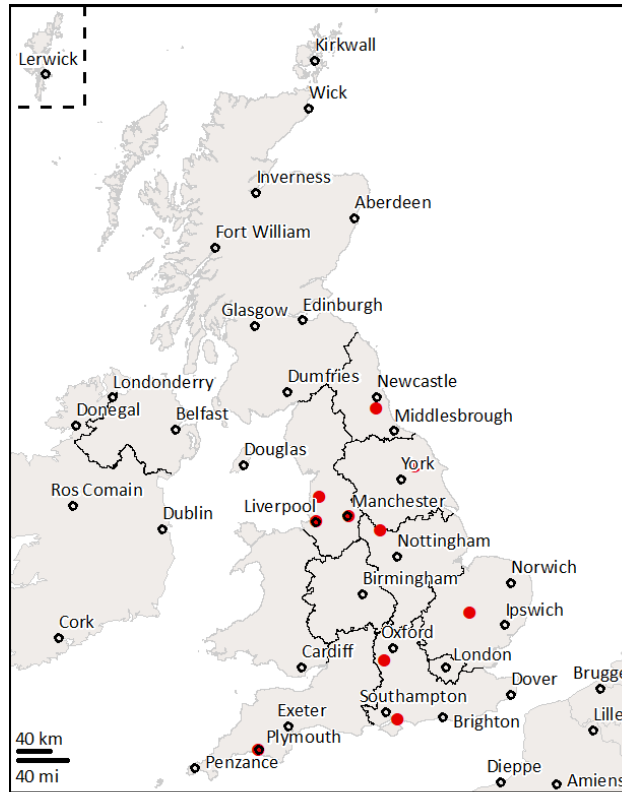 Kirkwall
Lerwick
Wick
Inverness
Aberdeen
Fort William
Glasgow
Edinburgh
Londonderry
Dumfries
Newcastle
Donegal
Belfast
Middlesbrough
Douglas
York
Ros Comain
Liverpool
Manchester
Dublin
Nottingham
Norwich
Birmingham
Ipswich
Cork
Oxford
Cardiff
London
Dover
Brugge
Southampton
Exeter
Brighton
Lille
Plymouth
40 km
Penzance
40 mi
Dieppe
Amiens